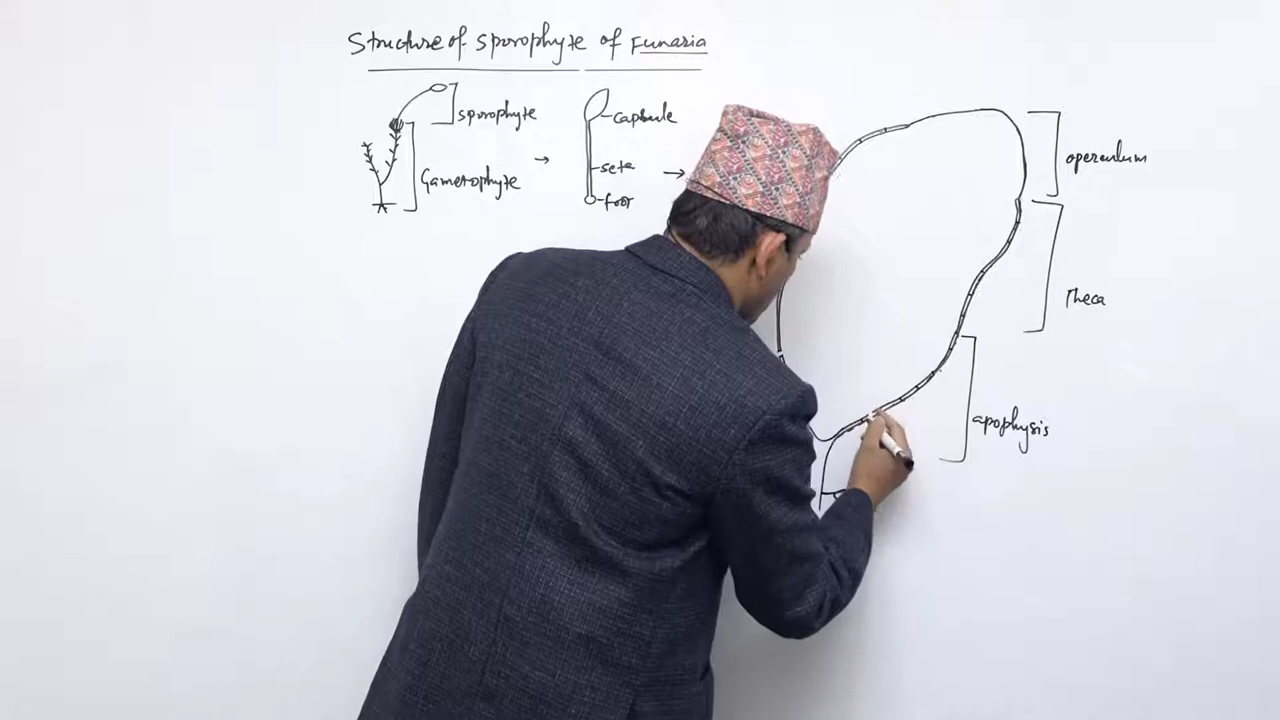 Structure of sporophyte of Funaria
sporophyte
Gametophyte
capsule
seta
foot
operculum
Theca
apophysis